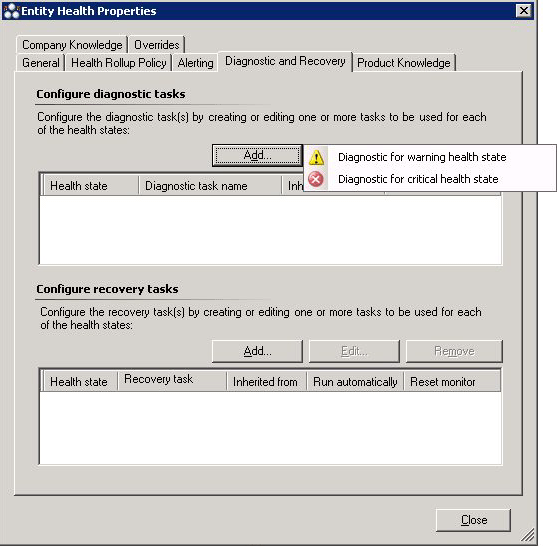 Entity Health Properties
Company Knowledge Overrides
General Health Rollup Policy Alerting Diagnostic and Recovery Product Knowledge
Configure diagnostic tasks
Configure the diagnostic task(s) by creating or editing one or more tasks to be used for each
of the health states:
Add...
Diagnostic for warning health state
Diagnostic for critical health state
Health state Diagnostic task name Inh
Configure recovery tasks
Configure the recovery task(s) by creating or editing one or more tasks to be used for each
of the health states:
Add... Edit... Remove
Health state Recovery task Inherited from Run automatically Reset monitor
Close